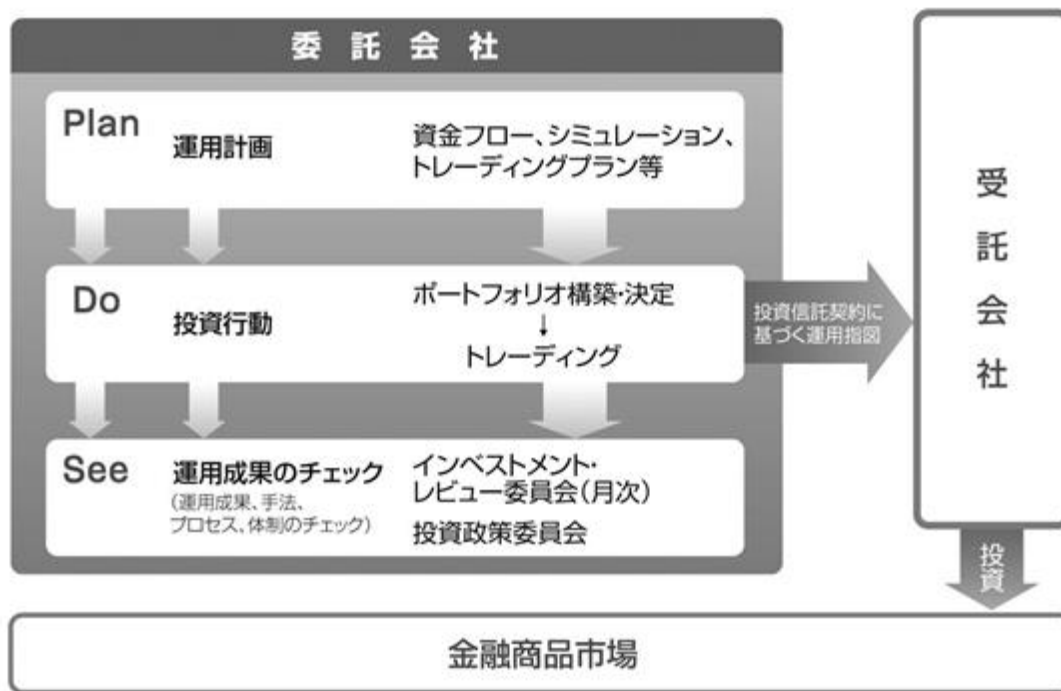 委託会社
Plan
運用計画
資金フロー、シミュレーション、
トレーディングプラン等
Do
投資行動
ポートフォリオ構築・決定
↓
トレーディング
投資信託契約に
基づく運用指図
See
運用成果のチェック
(運用成果、手法、
プロセス、体制のチェック)
インベストメント・
レビュー委員会(月次)
投資政策委員会
受託会社
投資
金融商品市場